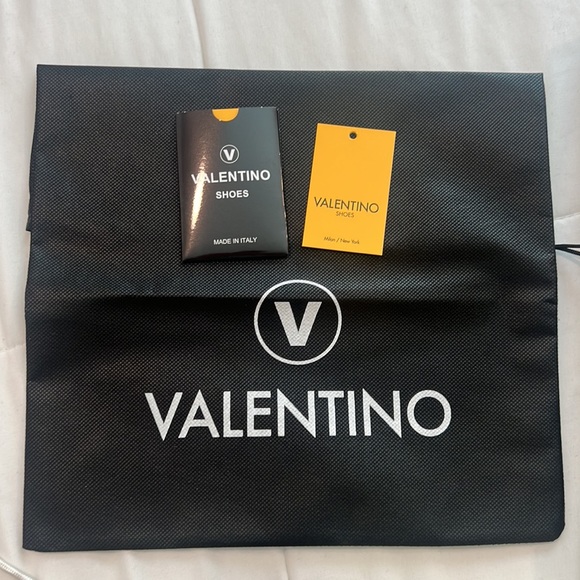 V
VALENTINO
SHOES
MADE IN ITALY
VALENTINO
SHOES
Milan / New York
V
VALENTINO